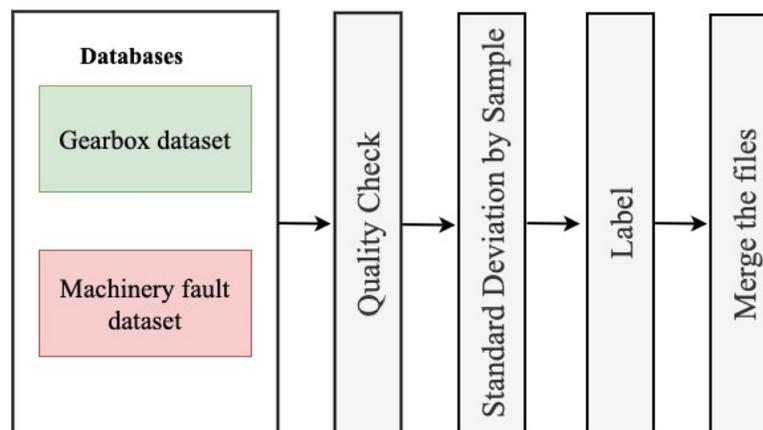 Databases
Gearbox dataset
Machinery fault
dataset
Quality Check
Standard Deviation by Sample
Label
Merge the files